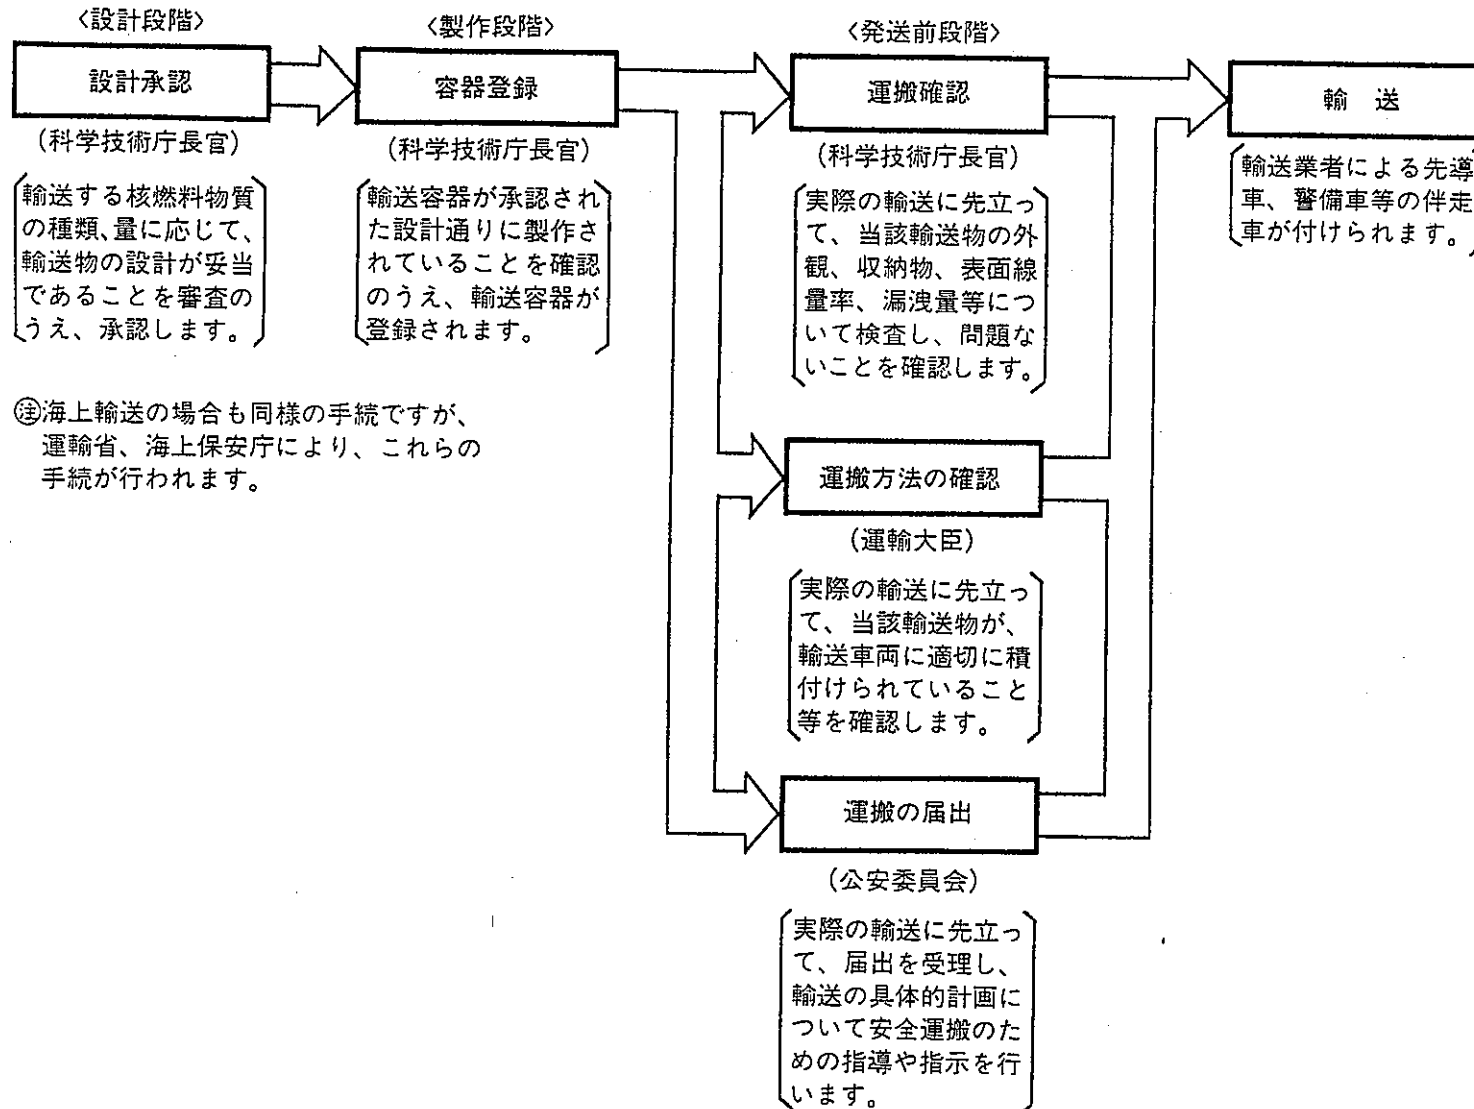 〈設計段階〉
設計承認
(科学技術庁長官)
輸送する核燃料物質
の種類、量に応じて、
輸送物の設計が妥当
であることを審査の
うえ、承認します。
〈製作段階〉
容器登録
(科学技術庁長官)
輸送容器が承認され
た設計通りに製作さ
れていることを確認
のうえ、輸送容器が
登録されます。
〈発送前段階〉
運搬確認
(科学技術庁長官)
実際の輸送に先立っ
て、当該輸送物の外
観、収納物、表面線
量率、漏洩量等につ
いて検査し、問題な
いことを確認します。
運搬方法の確認
(運輸大臣)
実際の輸送に先立っ
て、当該輸送物が、
輸送車両に適切に積
付けられていること
等を確認します。
運搬の届出
(公安委員会)
実際の輸送に先立っ
て、届出を受理し、
輸送の具体的計画に
ついて安全運搬のた
めの指導や指示を行
います。
輸 送
輸送業者による先導
車、警備車等の伴走
車が付けられます。
㊟海上輸送の場合も同様の手続ですが、
運輸省、海上保安庁により、これらの
手続が行われます。